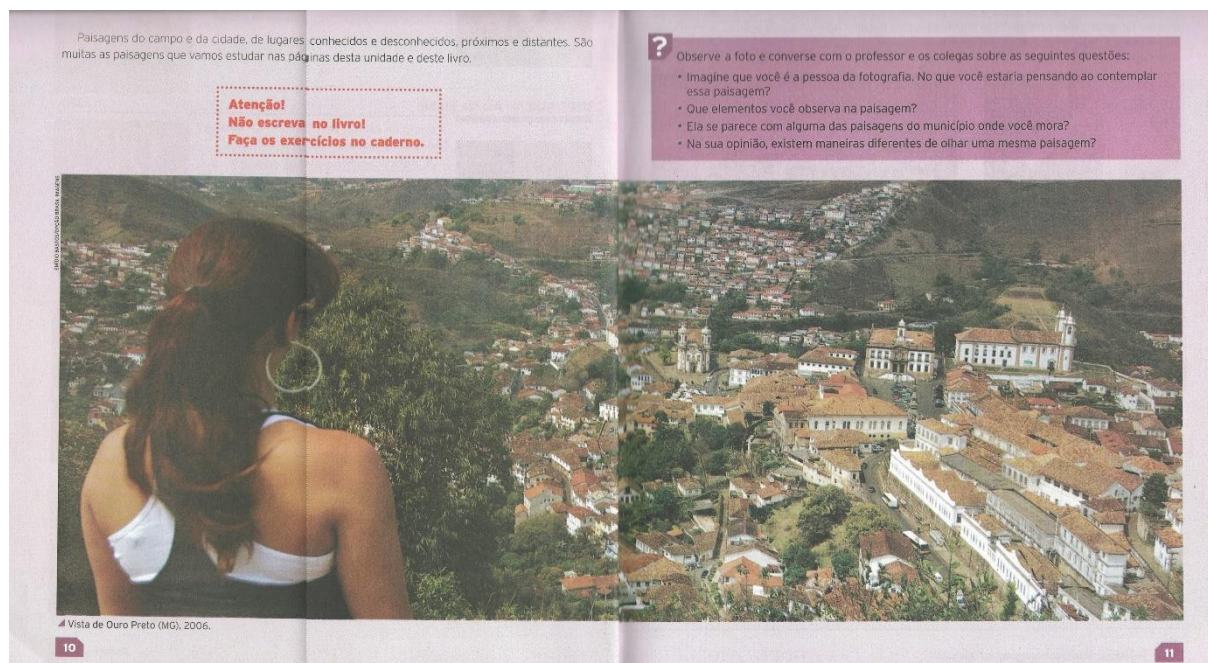 Paisagens do campo e da cidade, de lugares conhecidos e desconhecidos, próximos e distantes. São
muitas as paisagens que vamos estudar nas páginas desta unidade e deste livro.
Atenção!
Não escreva no livro!
Faça os exercícios no caderno.
?
Observe a foto e converse com o professor e os colegas sobre as seguintes questões:
• Imagine que você é a pessoa da fotografia. No que você estaria pensando ao contemplar
essa paisagem?
• Que elementos você observa na paisagem?
• Ela se parece com alguma das paisagens do município onde você mora?
• Na sua opinião, existem maneiras diferentes de olhar uma mesma paisagem?
Vista de Ouro Preto (MG), 2006.
10
11